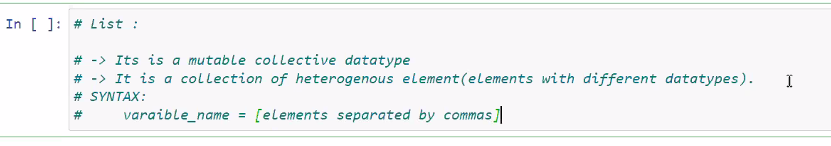 In [ ]: # List :
# -> Its is a mutable collective datatype
# -> It is a collection of heterogenous element(elements with different datatypes).
# SYNTAX:
#     varaible_name = [elements separated by commas]